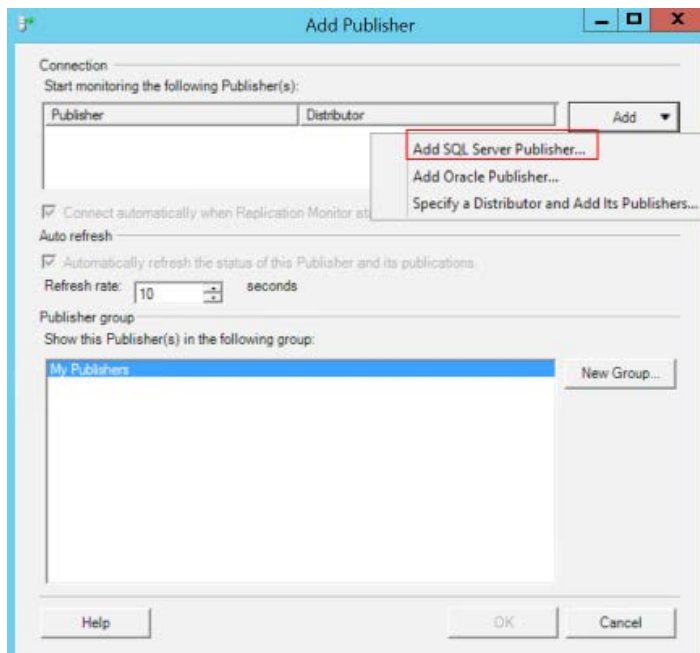 Add Publisher
Connection
Start monitoring the following Publisher(s):
Publisher Distributor Add
Add SQL Server Publisher...
Add Oracle Publisher...
Specify a Distributor and Add Its Publishers...
Connect automatically when Replication Monitor
Auto refresh
Automatically refresh the status of this Publisher and its publications.
Refresh rate: 10 seconds
Publisher group
Show this Publisher(s) in the following group:
My Publishers New Group...
Help OK Cancel